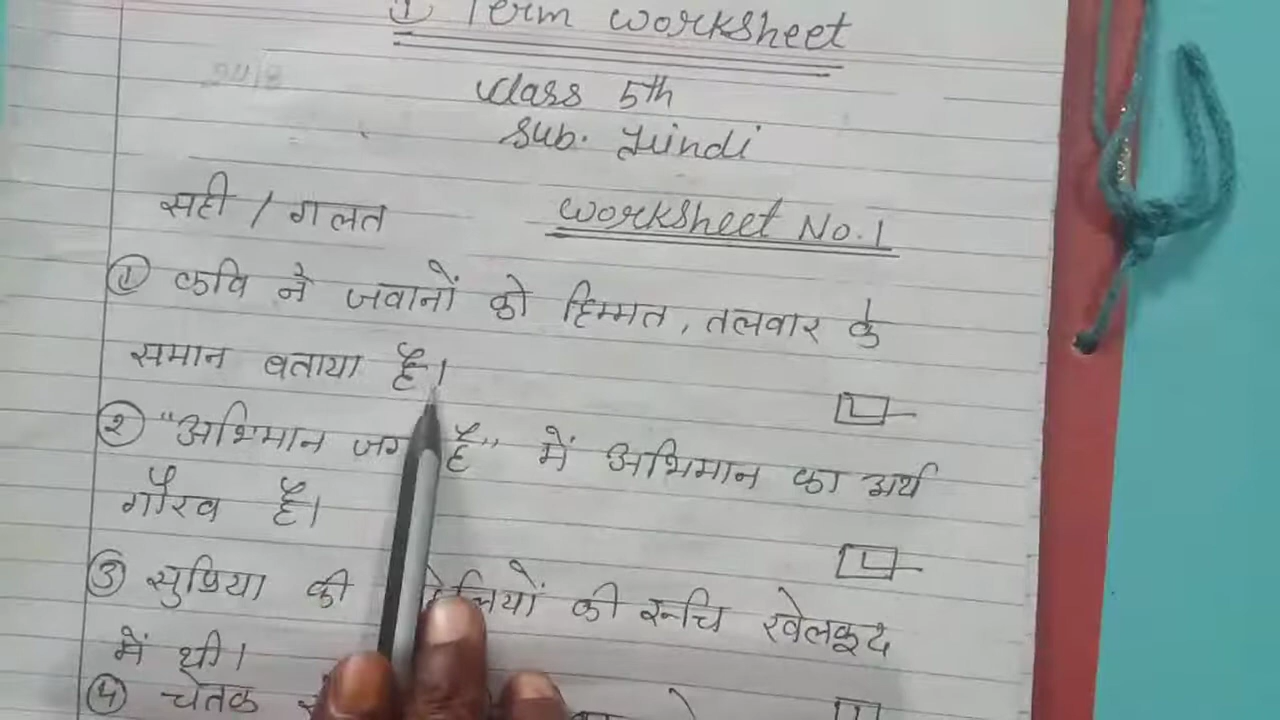 ① Term Worksheet
Class 5th
Sub. Hindi
सही / गलत
Worksheet No. 1
① कवि ने जवानों को हिम्मत, तलवार के
समान बताया है।
② "अभिमान है" में अभिमान का अर्थ
गौरव है।
③ सुप्रिया की की रूचि खेलकूद
में थी।
④ चेतक